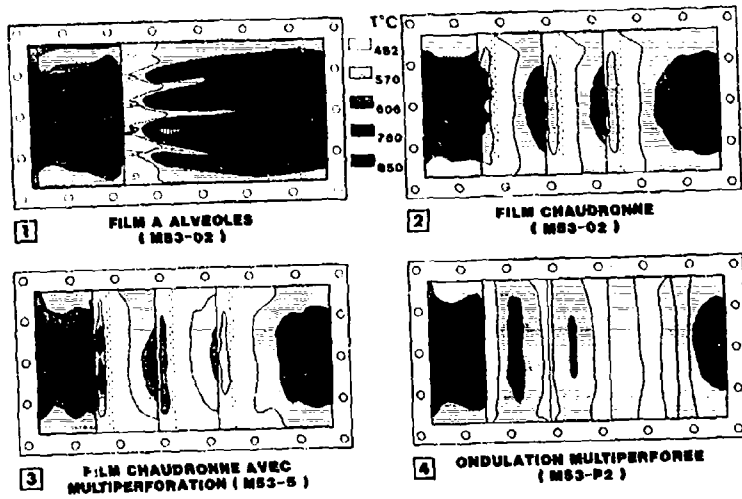 T°C
482
570
606
760
850
1
FILM A ALVEOLES
( M53-02 )
2
FILM CHAUDRONNE
( M53-02 )
3
FILM CHAUDRONNE AVEC
MULTIPERFORATION ( M53-5 )
4
ONDULATION MULTIPERFOREE
( M53-P2 )